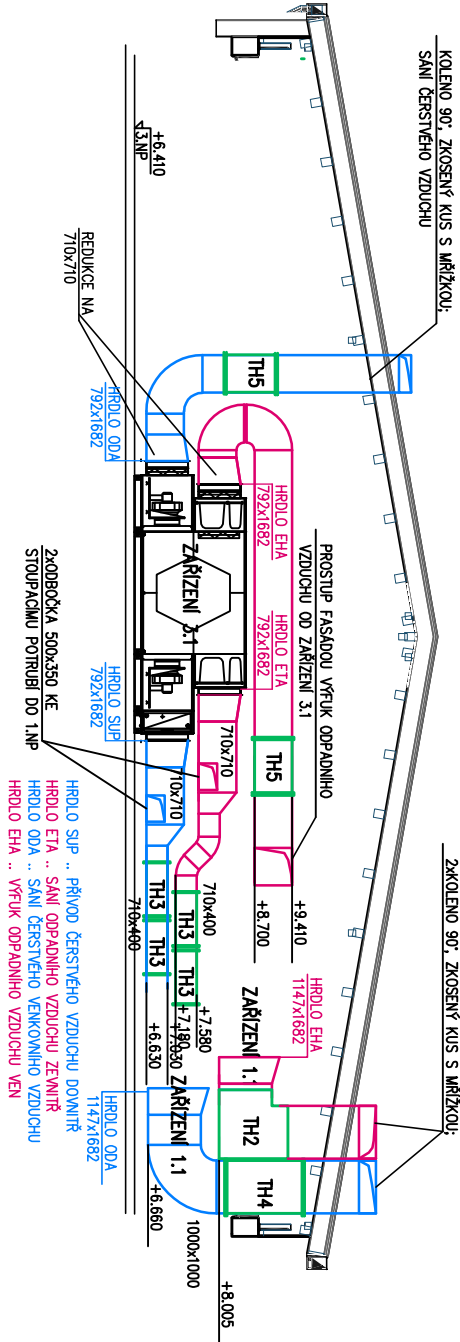 KOLENO 90°, ZKOSENÝ KUS S MŘÍŽKOU;
SÁNÍ ČERSTVÉHO VZDUCHU
2xKOLENO 90°, ZKOSENÝ KUS S MŘÍŽKOU;
PROSTUP FASÁDOU VÝFUK ODPADNÍHO
VZDUCHU OD ZAŘÍZENÍ 3.1
TH5
TH5
+9.410
+8.700
HRDLO EHA
792x1682
HRDLO ETA
792x1682
HRDLO EHA
1147x1682
ZAŘÍZENÍ 1.1
TH2
TH4
+8.005
+6.410
3.NP
REDUKCE NA
710x710
HRDLO ODA
792x1682
ZAŘÍZENÍ 3.1
HRDLO SUP
792x1682
710x710
710x710
710x400
TH3
TH3
+7.580
+7.180
TH3
TH3
710x400
+7.030
+6.630
ZAŘÍZENÍ 1.1
1000x1000
+6.660
HRDLO ODA
1147x1682
2xODBOČKA 500x350 KE
STOUPACÍMU POTRUBÍ DO 1.NP
HRDLO SUP .. PŘÍVOD ČERSTVÉHO VZDUCHU DOVNITŘ
HRDLO ETA .. SÁNÍ ODPADNÍHO VZDUCHU ZEVNITŘ
HRDLO ODA .. SÁNÍ ČERSTVÉHO VENKOVNÍHO VZDUCHU
HRDLO EHA .. VÝFUK ODPADNÍHO VZDUCHU VEN